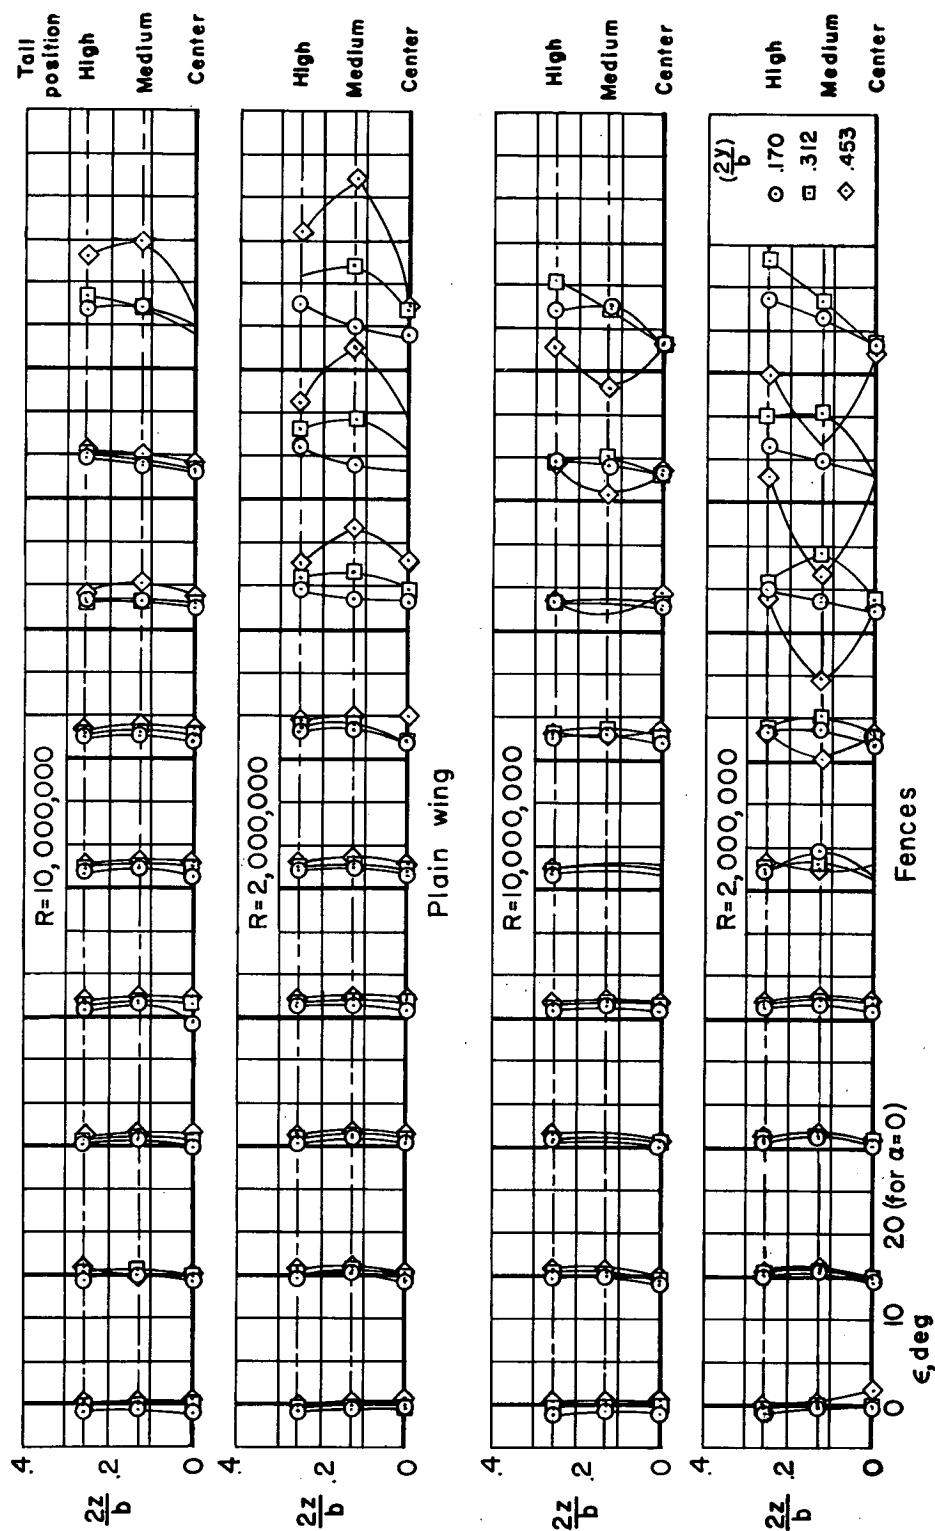 Tail
position
High
Medium
Center
.4
.2
0
2z
b
R=10,000,000
High
Medium
Center
.4
.2
0
2z
b
R=2,000,000
Plain wing
High
Medium
Center
.4
.2
0
2z
b
R=10,000,000
High
Medium
Center
.4
.2
0
2z
b
R=2,000,000
(2y/b)
.170
.312
.453
Fences
0 10 20 (for α=0)
ϵ, deg